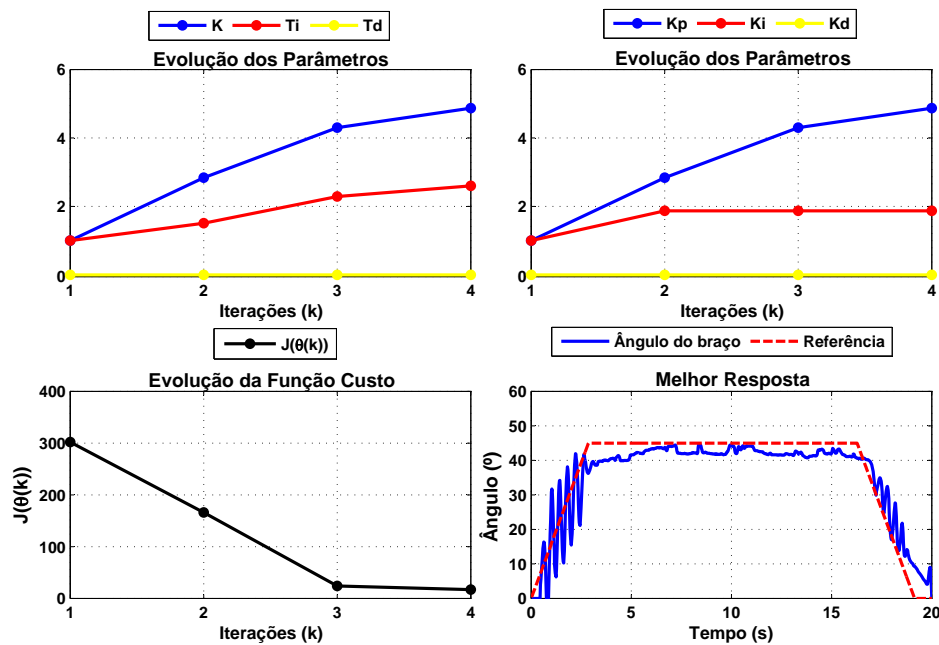 K Ti Td
Evolução dos Parâmetros
6
4
2
0
1 2 3 4
Iterações (k)
Kp Ki Kd
Evolução dos Parâmetros
6
4
2
0
1 2 3 4
Iterações (k)
J(θ(k))
Evolução da Função Custo
J(θ(k))
400
300
200
100
0
1 2 3 4
Iterações (k)
Ângulo do braço Referência
Melhor Resposta
Ângulo (º)
60
50
40
30
20
10
0
0 5 10 15 20
Tempo (s)